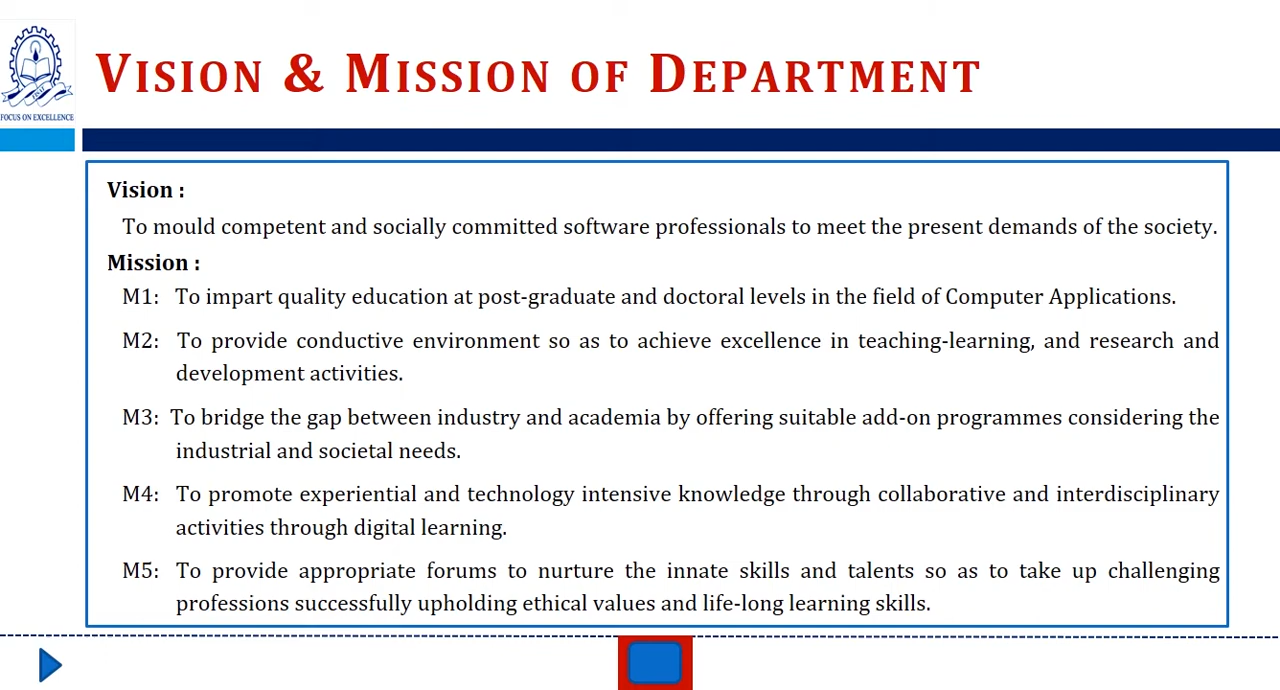 VISION & MISSION OF DEPARTMENT
FOCUS ON EXCELLENCE
Vision :
To mould competent and socially committed software professionals to meet the present demands of the society.
Mission :
M1: To impart quality education at post-graduate and doctoral levels in the field of Computer Applications.
M2: To provide conductive environment so as to achieve excellence in teaching-learning, and research and
development activities.
M3: To bridge the gap between industry and academia by offering suitable add-on programmes considering the
industrial and societal needs.
M4: To promote experiential and technology intensive knowledge through collaborative and interdisciplinary
activities through digital learning.
M5: To provide appropriate forums to nurture the innate skills and talents so as to take up challenging
professions successfully upholding ethical values and life-long learning skills.